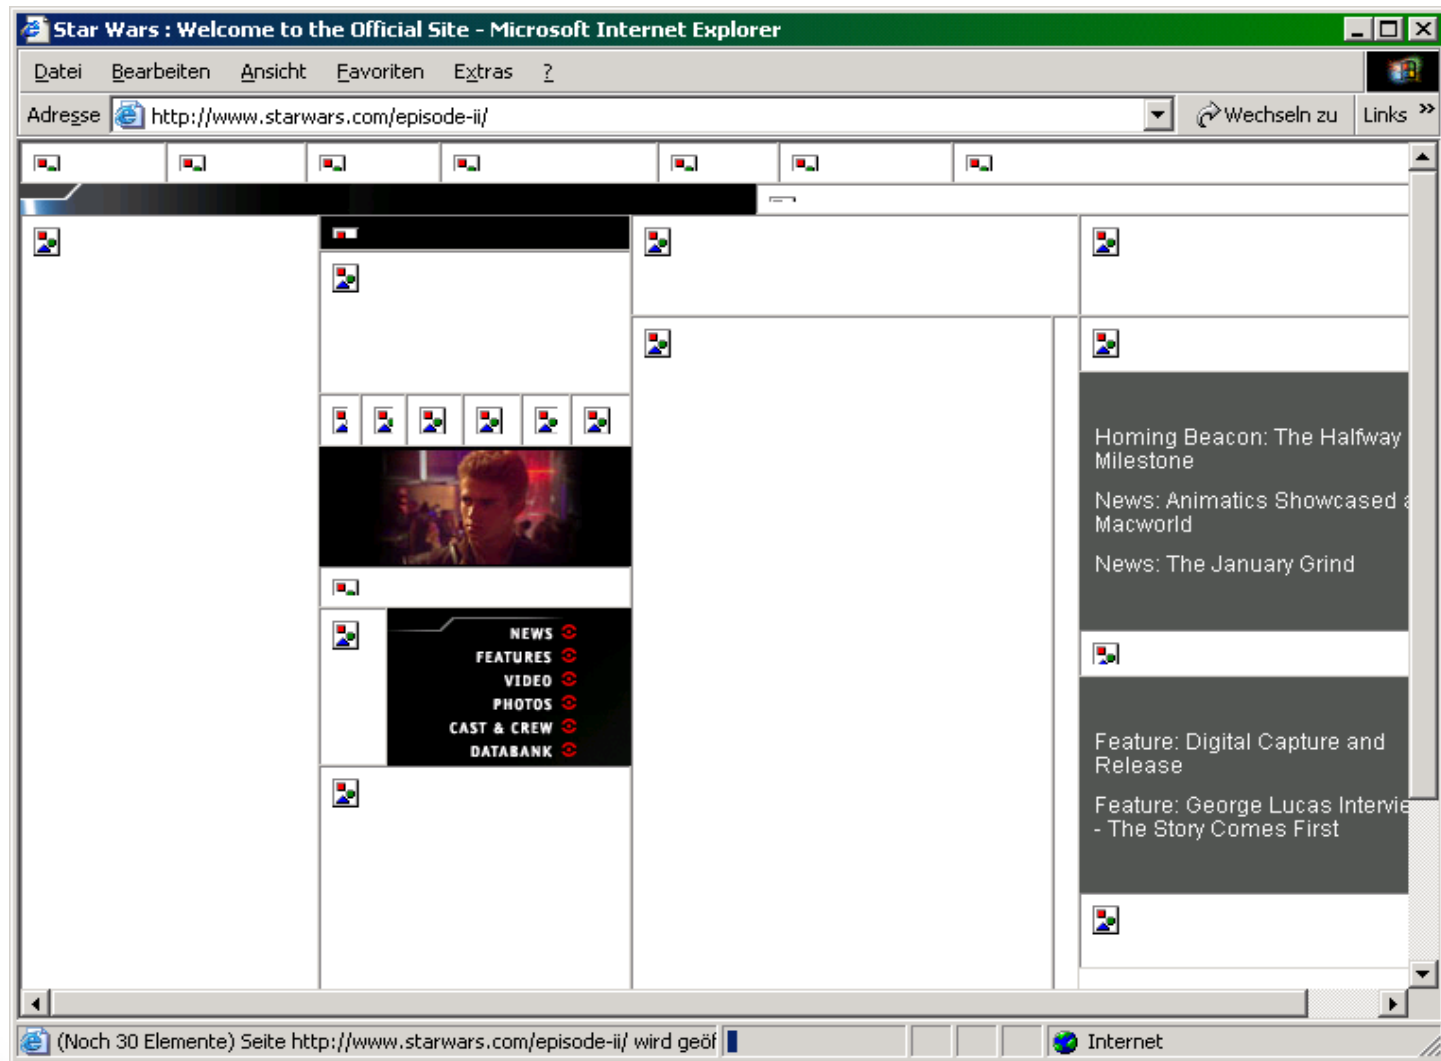 Star Wars : Welcome to the Official Site - Microsoft Internet Explorer
Datei Bearbeiten Ansicht Favoriten Extras ?
Adresse http://www.starwars.com/episode-ii/ Wechseln zu Links »
Homing Beacon: The Halfway
Milestone
News: Animatics Showcased a
Macworld
News: The January Grind
NEWS
FEATURES
VIDEO
PHOTOS
CAST & CREW
DATABANK
Feature: Digital Capture and
Release
Feature: George Lucas Intervie
- The Story Comes First
(Noch 30 Elemente) Seite http://www.starwars.com/episode-ii/ wird geöf Internet